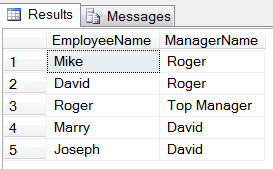 Results Messages
EmployeeName ManagerName
1 Mike Roger
2 David Roger
3 Roger Top Manager
4 Marry David
5 Joseph David